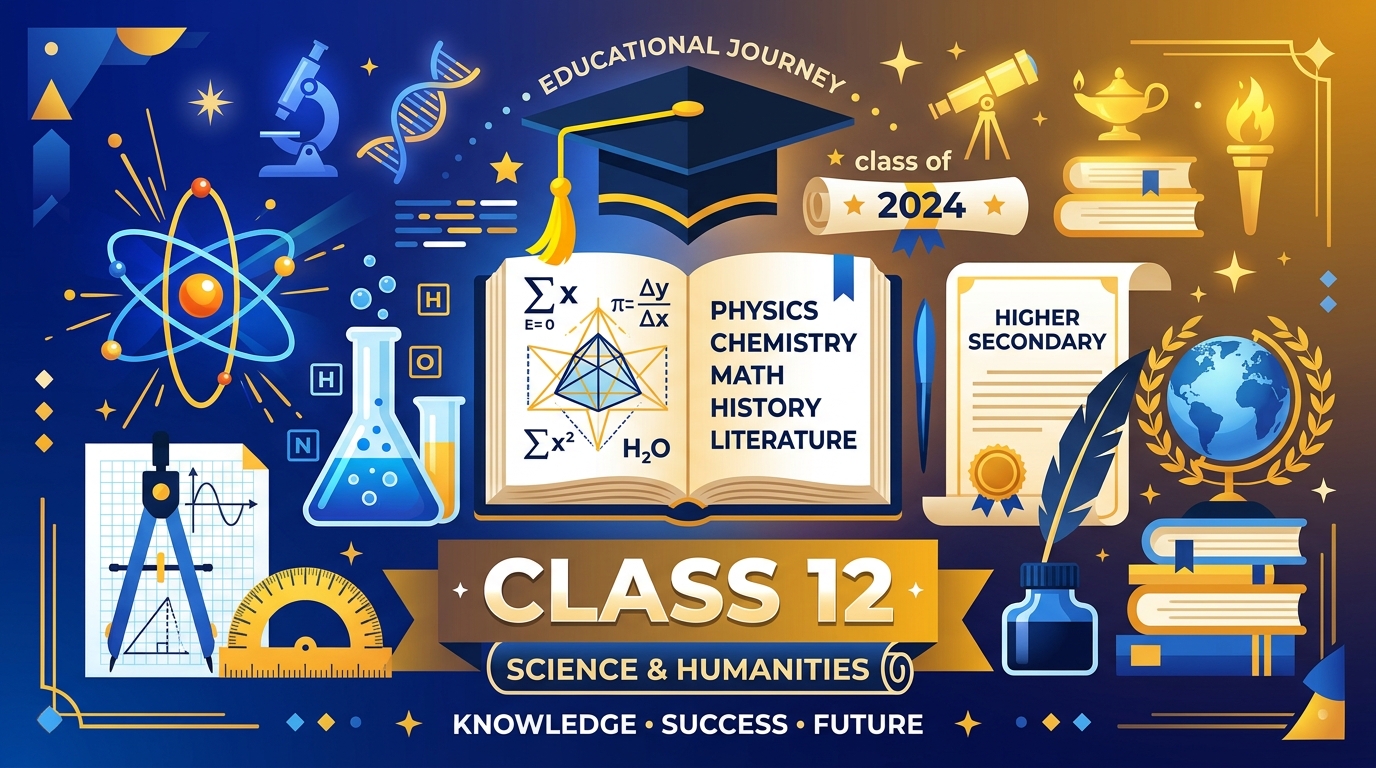 EDUCATIONAL JOURNEY
class of
2024
H
O
H
N
∑x
E=0
π= Δy/Δx
∑x²
H₂O
PHYSICS
CHEMISTRY
MATH
HISTORY
LITERATURE
HIGHER
SECONDARY
CLASS 12
SCIENCE & HUMANITIES
KNOWLEDGE • SUCCESS • FUTURE